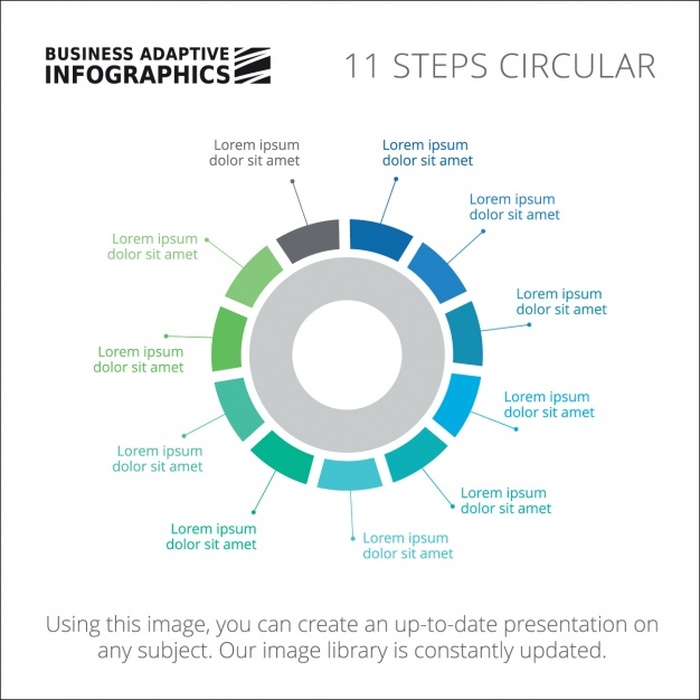 BUSINESS ADAPTIVE
INFOGRAPHICS
11 STEPS CIRCULAR
Lorem ipsum
dolor sit amet
Lorem ipsum
dolor sit amet
Lorem ipsum
dolor sit amet
Lorem ipsum
dolor sit amet
Lorem ipsum
dolor sit amet
Lorem ipsum
dolor sit amet
Lorem ipsum
dolor sit amet
Lorem ipsum
dolor sit amet
Lorem ipsum
dolor sit amet
Lorem ipsum
dolor sit amet
Lorem ipsum
dolor sit amet
Using this image, you can create an up-to-date presentation on
any subject. Our image library is constantly updated.